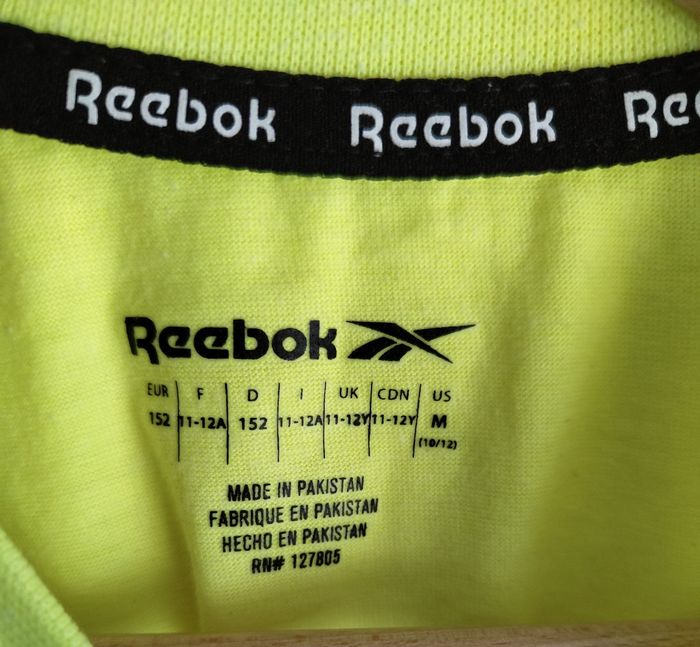 Reebok Reebok Ree
Reebok
EUR F D I UK CDN US
152 11-12A 152 11-12A 11-12Y 11-12Y M
(10/12)
MADE IN PAKISTAN
FABRIQUE EN PAKISTAN
HECHO EN PAKISTAN
RN# 127805